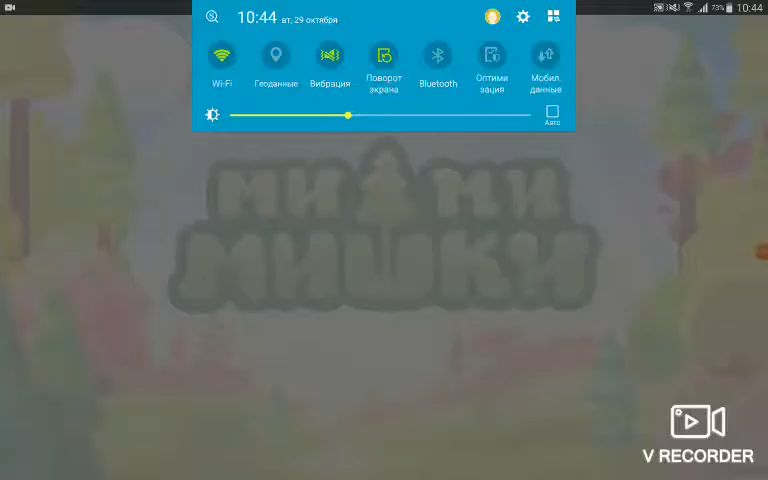 10:44 вт, 29 октября
73% 10:44
Wi-Fi
Геоданные
Вибрация
Поворот
экрана
Bluetooth
Оптими
зация
Мобил.
данные
Авто
МИ МИ
МИШКИ
V RECORDER